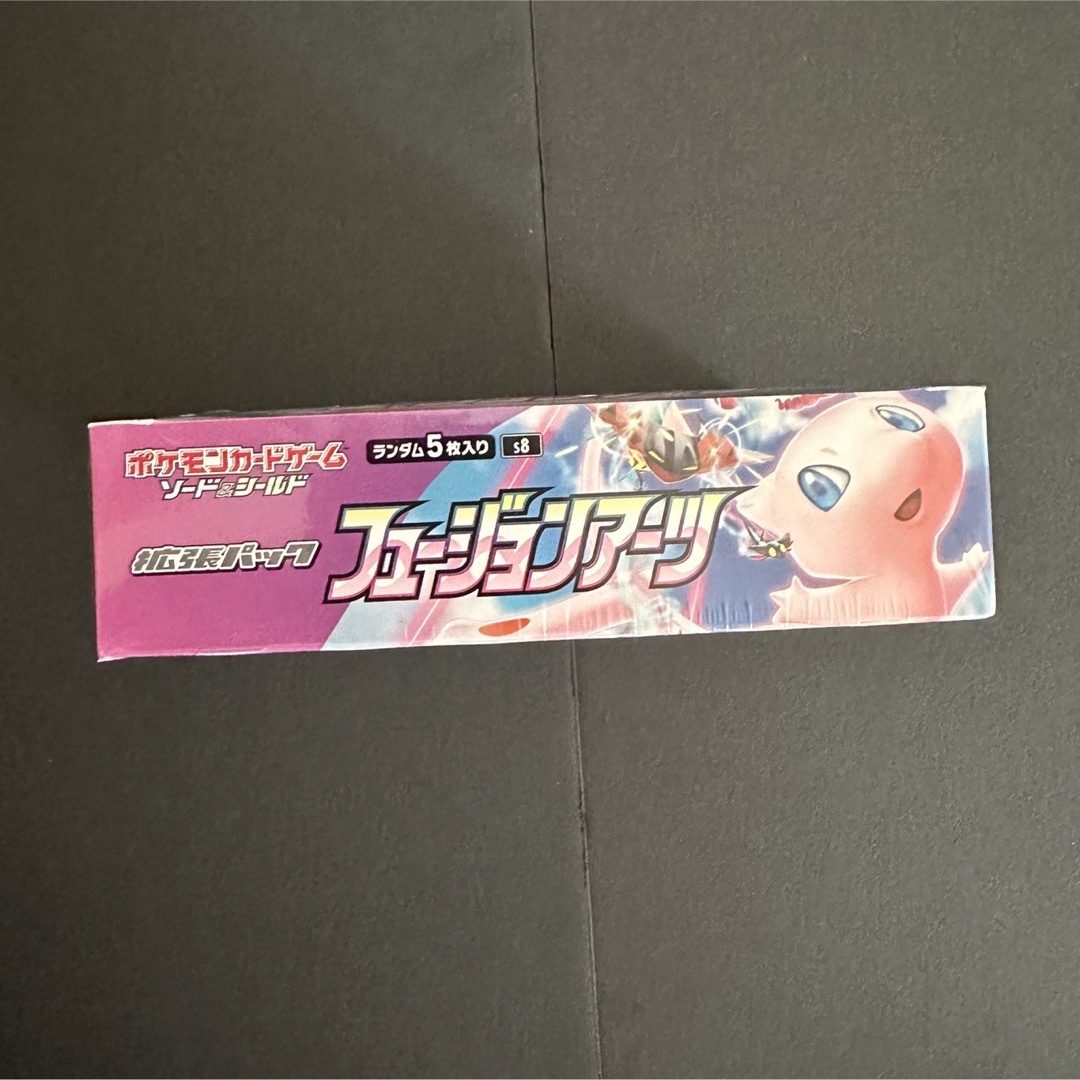 ポケモンカードゲーム
ソード&シールド
ランダム5枚入り s8
拡張パック
フュージョンアーツ